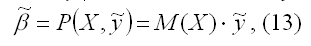 β̃ = P(X, ỹ) = M(X) · ỹ , (13)